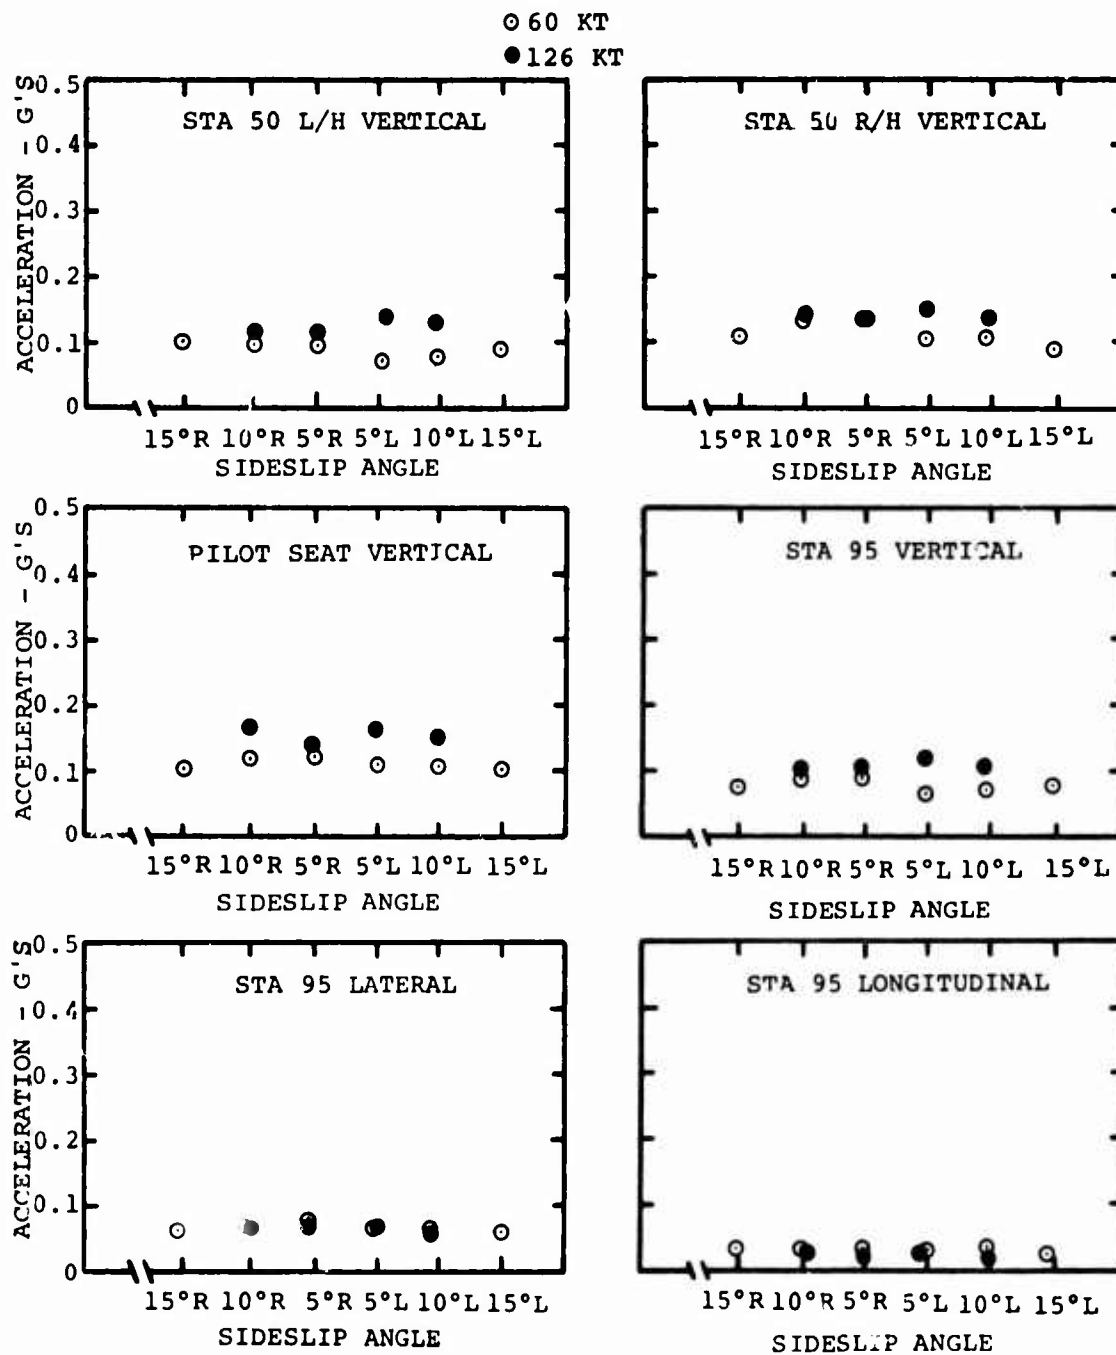 60 KT
126 KT
ACCELERATION - G'S
0.5
0.4
0.3
0.2
0.1
0
STA 50 L/H VERTICAL
15°R 10°R 5°R 5°L 10°L 15°L
SIDESLIP ANGLE
STA 50 R/H VERTICAL
15°R 10°R 5°R 5°L 10°L 15°L
SIDESLIP ANGLE
ACCELERATION - G'S
0.5
0.4
0.3
0.2
0.1
0
PILOT SEAT VERTICAL
15°R 10°R 5°R 5°L 10°L 15°L
SIDESLIP ANGLE
STA 95 VERTICAL
15°R 10°R 5°R 5°L 10°L 15°L
SIDESLIP ANGLE
ACCELERATION - G'S
0.5
0.4
0.3
0.2
0.1
0
STA 95 LATERAL
15°R 10°R 5°R 5°L 10°L 15°L
SIDESLIP ANGLE
STA 95 LONGITUDINAL
15°R 10°R 5°R 5°L 10°L 15°L
SIDESLIP ANGLE